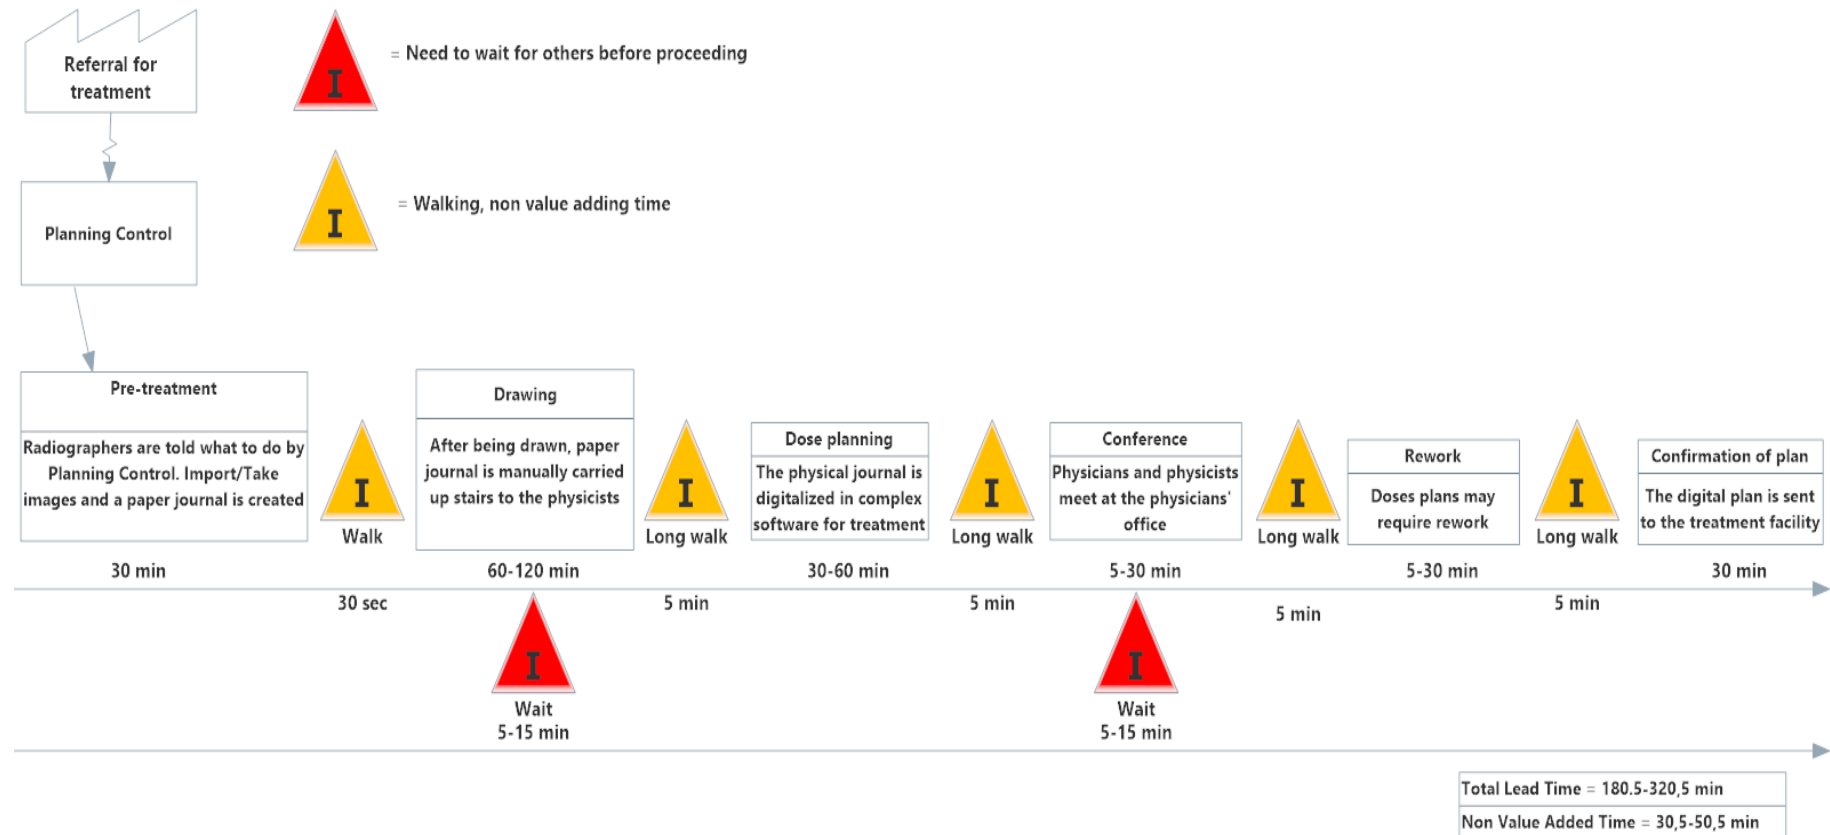 Referral for
treatment
I
= Need to wait for others before proceeding
I
= Walking, non value adding time
Planning Control
Pre-treatment
Radiographers are told what to do by
Planning Control. Import/Take
images and a paper journal is created
30 min
I
Walk
30 sec
Drawing
After being drawn, paper
journal is manually carried
up stairs to the physicists
60-120 min
I
Wait
5-15 min
I
Long walk
5 min
Dose planning
The physical journal is
digitalized in complex
software for treatment
30-60 min
I
Long walk
5 min
Conference
Physicians and physicists
meet at the physicians'
office
5-30 min
I
Wait
5-15 min
I
Long walk
5 min
Rework
Doses plans may
require rework
5-30 min
I
Long walk
5 min
Confirmation of plan
The digital plan is sent
to the treatment facility
30 min
Total Lead Time = 180.5-320,5 min
Non Value Added Time = 30,5-50,5 min